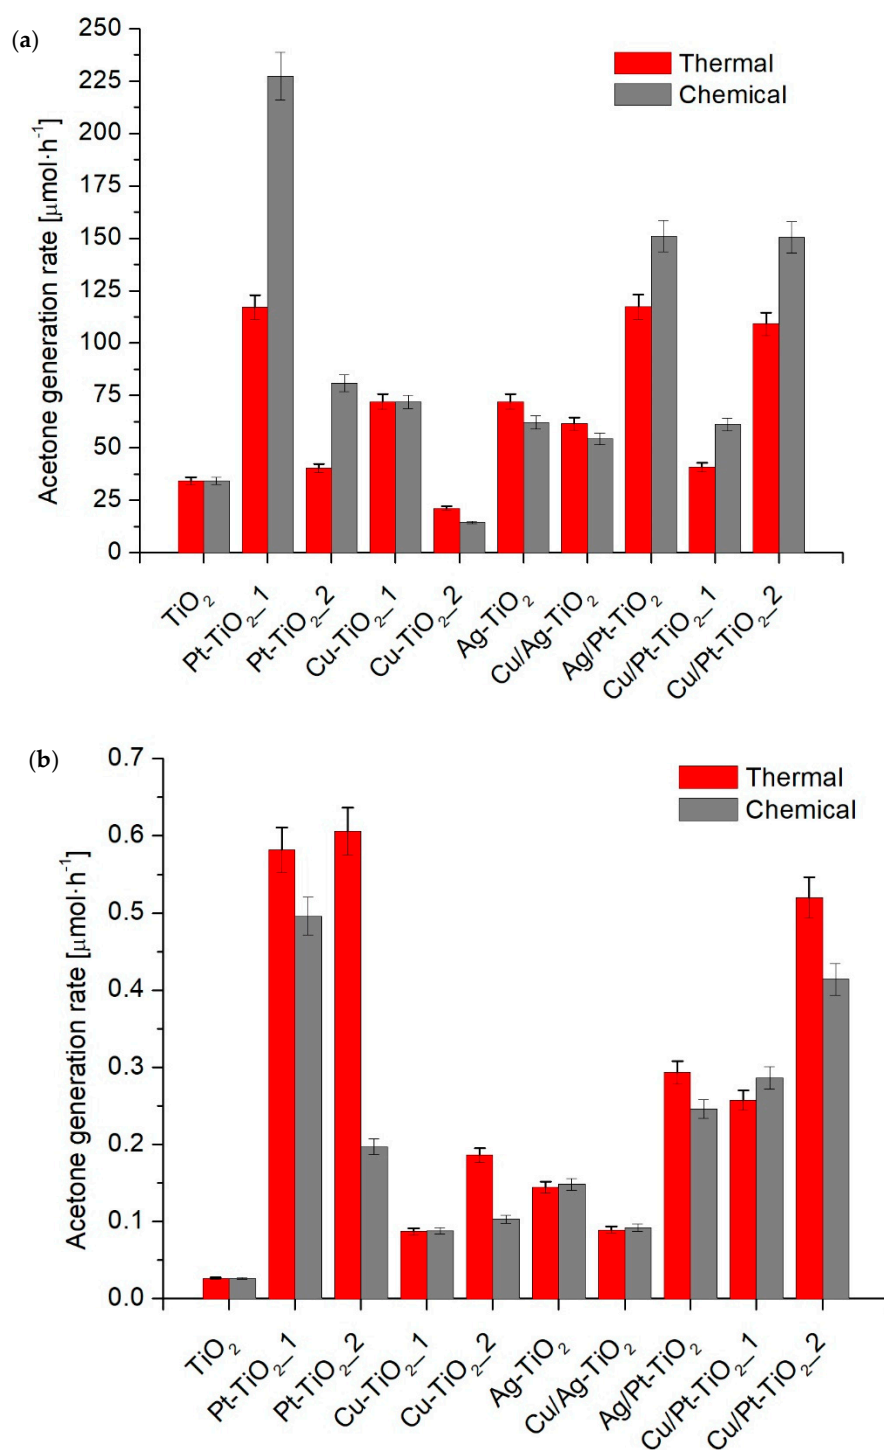 (a)
Acetone generation rate [μmol·h⁻¹]
250
225
200
175
150
125
100
75
50
25
0
Thermal
Chemical
TiO₂
Pt-TiO₂_1
Pt-TiO₂_2
Cu-TiO₂_1
Cu-TiO₂_2
Ag-TiO₂
Cu/Ag-TiO₂
Ag/Pt-TiO₂
Cu/Pt-TiO₂_1
Cu/Pt-TiO₂_2
(b)
Acetone generation rate [μmol·h⁻¹]
0.7
0.6
0.5
0.4
0.3
0.2
0.1
0.0
Thermal
Chemical
TiO₂
Pt-TiO₂_1
Pt-TiO₂_2
Cu-TiO₂_1
Cu-TiO₂_2
Ag-TiO₂
Cu/Ag-TiO₂
Ag/Pt-TiO₂
Cu/Pt-TiO₂_1
Cu/Pt-TiO₂_2